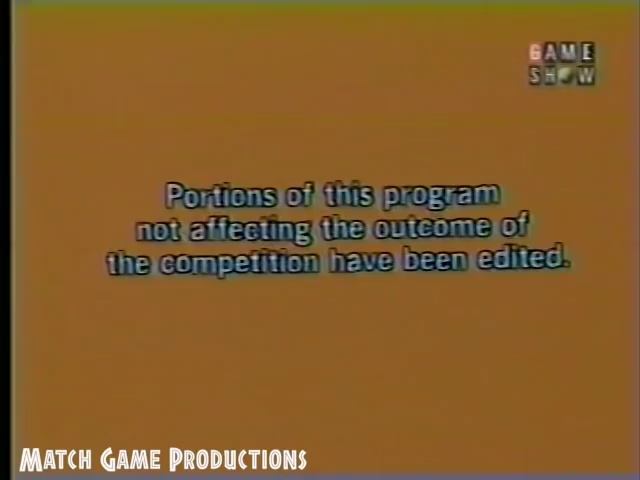 GAME
SHOW
Portions of this program
not affecting the outcome of
the competition have been edited.
MATCH GAME PRODUCTIONS